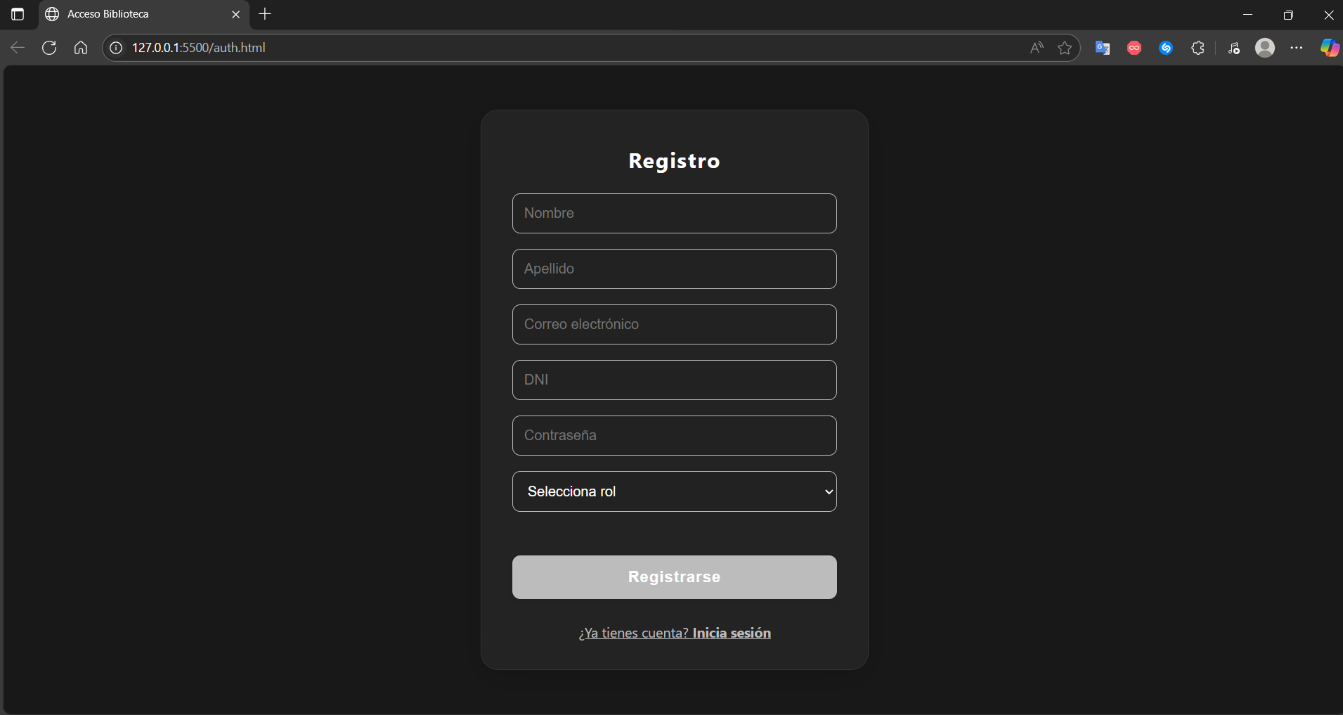 Acceso Biblioteca
127.0.0.1:5500/auth.html
Registro
Nombre
Apellido
Correo electrónico
DNI
Contraseña
Selecciona rol
Registrarse
¿Ya tienes cuenta? Inicia sesión